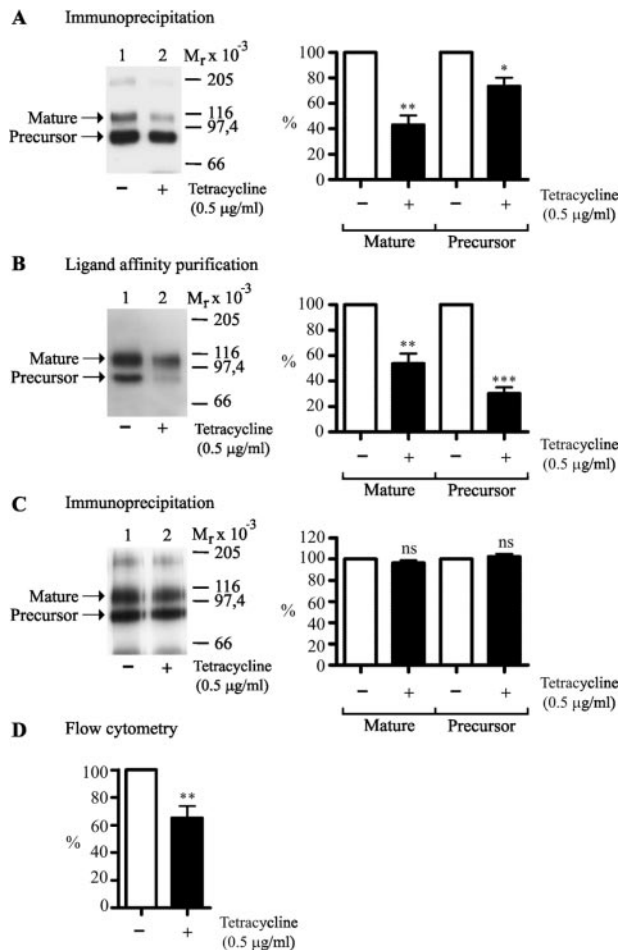 A Immunoprecipitation
1 2 Mr x 10-3
205
Mature
116
97,4
Precursor
66
− + Tetracycline
(0.5 µg/ml)
100
80
60
40
20
0
%
**
*
− + − +
Tetracycline
(0.5 µg/ml)
Mature Precursor
B Ligand affinity purification
1 2 Mr x 10-3
205
Mature
116
97,4
Precursor
66
− + Tetracycline
(0.5 µg/ml)
100
80
60
40
20
0
%
**
***
− + − +
Tetracycline
(0.5 µg/ml)
Mature Precursor
C Immunoprecipitation
1 2 Mr x 10-3
205
Mature
116
97,4
Precursor
66
− + Tetracycline
(0.5 µg/ml)
120
100
80
60
40
20
0
%
ns
ns
− + − +
Tetracycline
(0.5 µg/ml)
Mature Precursor
D Flow cytometry
100
80
60
40
20
0
%
**
− + Tetracycline
(0.5 µg/ml)